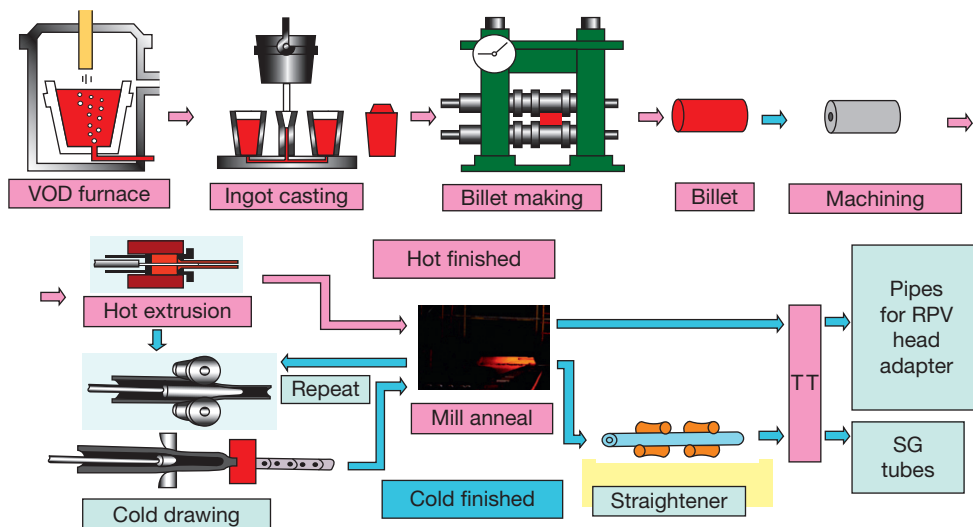 VOD furnace
Ingot casting
Billet making
Billet
Machining
Hot extrusion
Hot finished
Repeat
Mill anneal
Cold drawing
Cold finished
Straightener
TT
Pipes
for RPV
head
adapter
SG
tubes